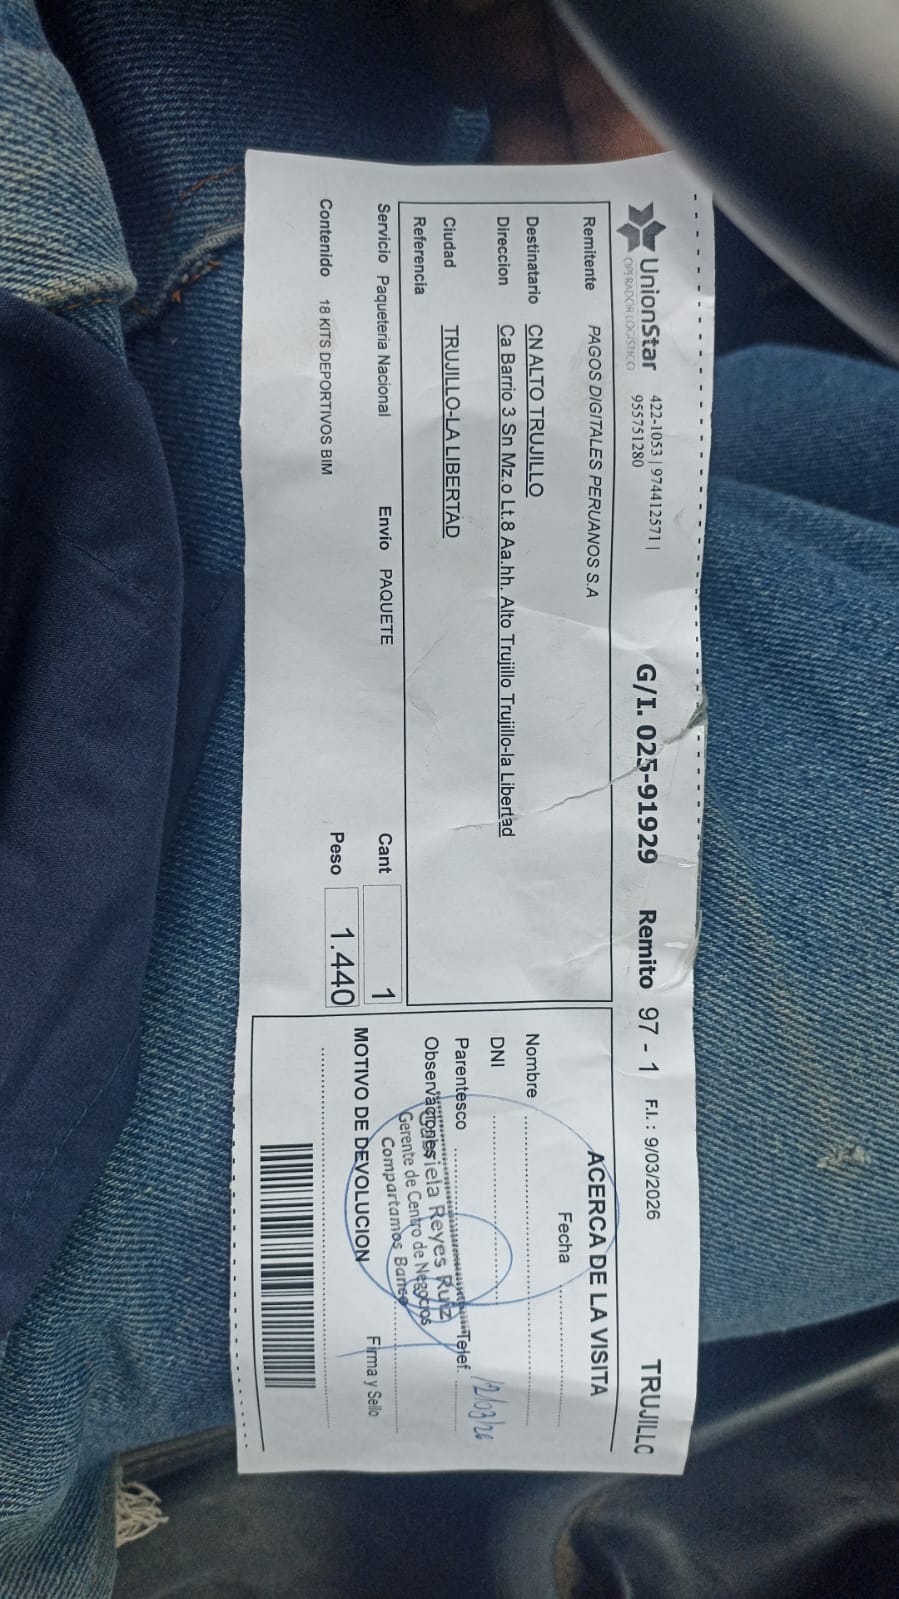 UnionStar
OPERADOR LOGÍSTICO
422-1053 | 974412571 |
955751280
G/I. 025-91929 Remito 97 - 1 F.I.: 9/03/2026 TRUJILLO
Remitente PAGOS DIGITALES PERUANOS S.A
Destinatario CN ALTO TRUJILLO
Direccion Ca Barrio 3 Sn Mz.o Lt.8 Aa.hh. Alto Trujillo Trujillo-la Libertad
Ciudad TRUJILLO-LA LIBERTAD
Referencia
Servicio Paqueteria Nacional Envio PAQUETE Cant 1
Contenido 18 KITS DEPORTIVOS BIM Peso 1.440
ACERCA DE LA VISITA
Fecha
Nombre
DNI
12/03/26
Parentesco Telef.
Observaciones
Gabriela Reyes Ruiz
Gerente de Centro de Negocios
Compartamos Banco
MOTIVO DE DEVOLUCION Firma y Sello